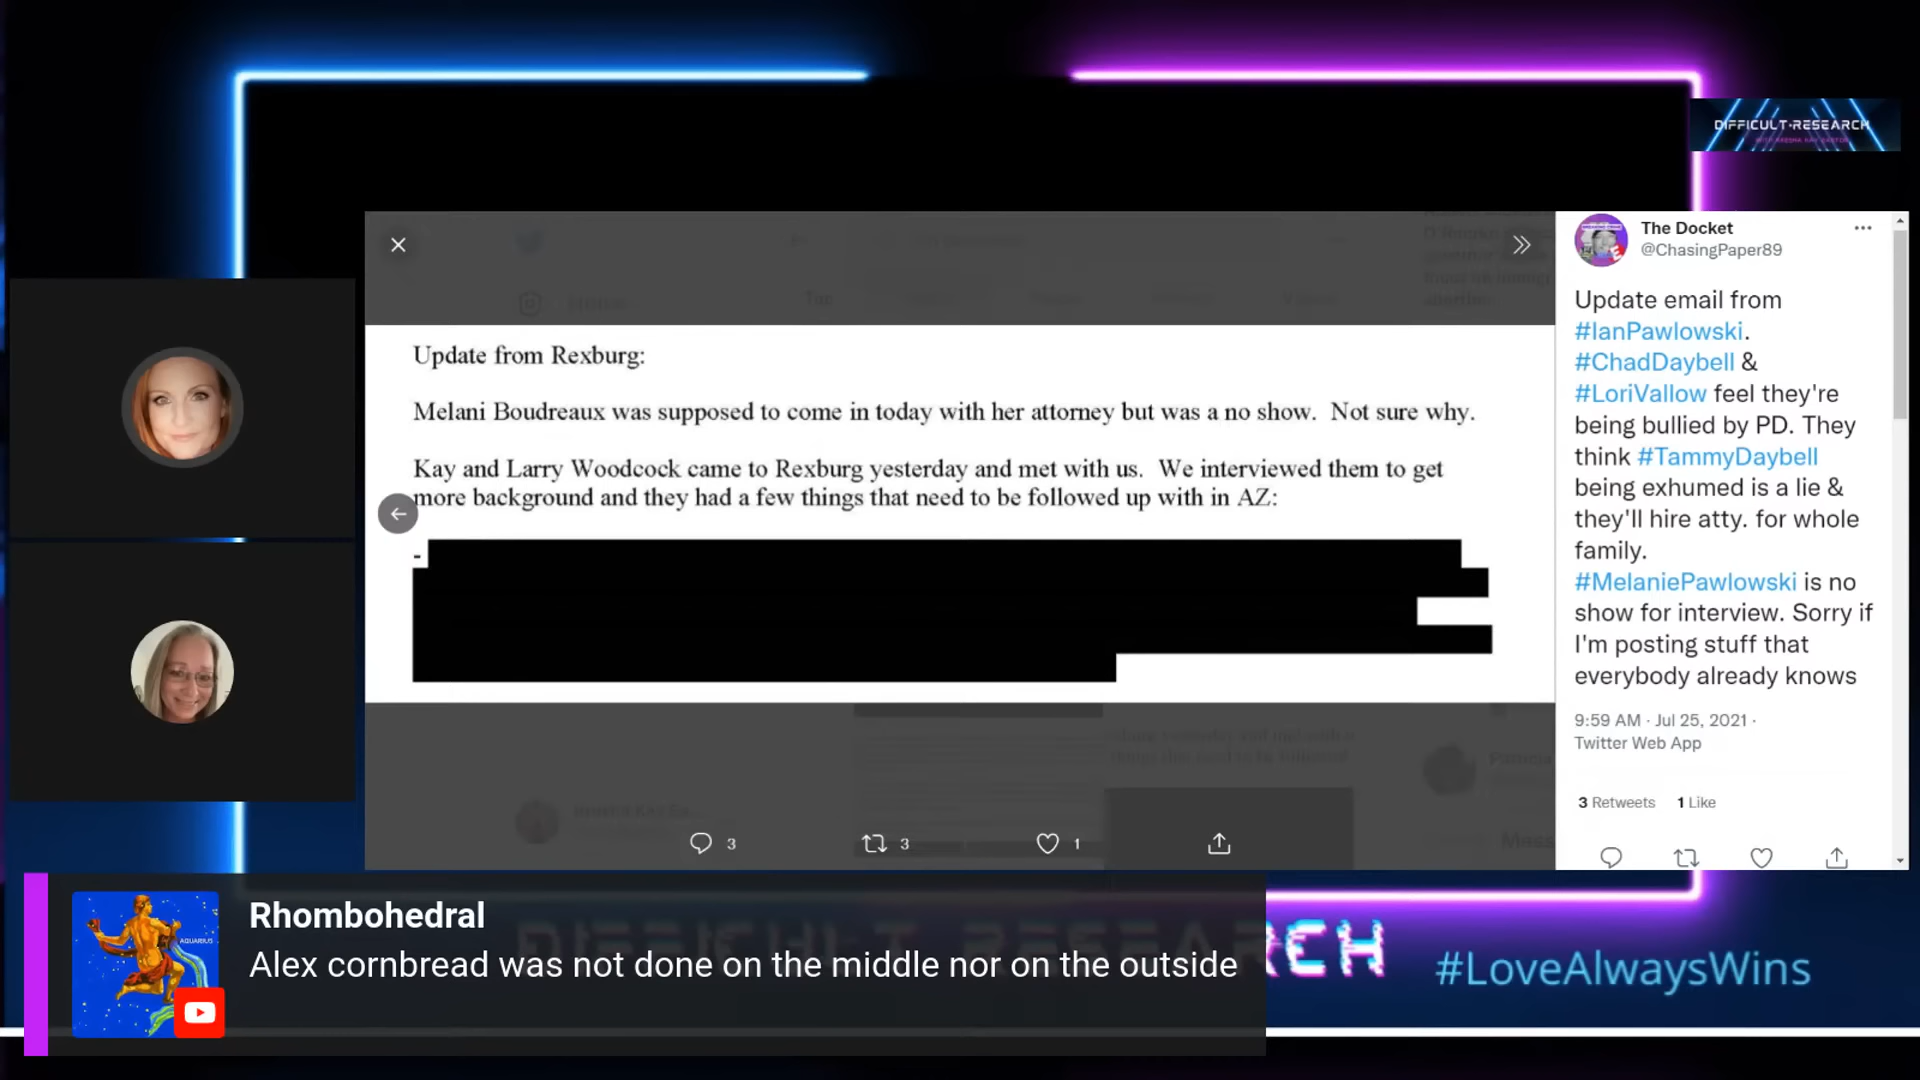 DIFFICULT·RESEARCH
The Docket
@ChasingPaper89
Update email from
#IanPawlowski.
#ChadDaybell &
#LoriVallow feel they're
being bullied by PD. They
think #TammyDaybell
being exhumed is a lie &
they'll hire atty. for whole
family.
#MelaniePawlowski is no
show for interview. Sorry if
I'm posting stuff that
everybody already knows
9:59 AM · Jul 25, 2021 ·
Twitter Web App
3 Retweets 1 Like
Update from Rexburg:
Melani Boudreaux was supposed to come in today with her attorney but was a no show. Not sure why.
Kay and Larry Woodcock came to Rexburg yesterday and met with us. We interviewed them to get
more background and they had a few things that need to be followed up with in AZ:
-
3 3 1
Rhombohedral
Alex cornbread was not done on the middle nor on the outside
AQUARIUS
DIFFICULT RESEARCH
#LoveAlwaysWins